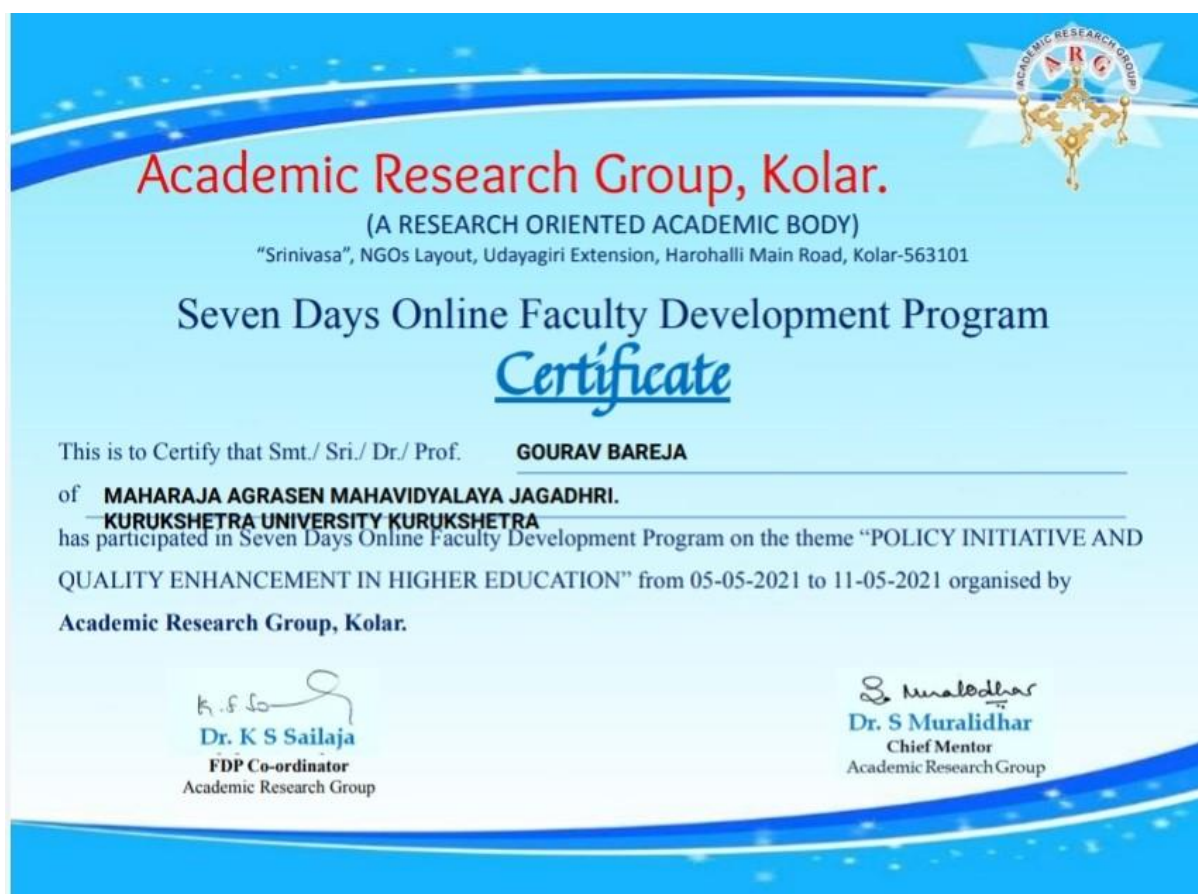 ACADEMIC RESEARCH GROUP
A R G
Academic Research Group, Kolar.
(A RESEARCH ORIENTED ACADEMIC BODY)
“Srinivasa”, NGOs Layout, Udayagiri Extension, Harohalli Main Road, Kolar-563101
Seven Days Online Faculty Development Program
Certificate
This is to Certify that Smt./ Sri./ Dr./ Prof. GOURAV BAREJA
of MAHARAJA AGRASEN MAHAVIDYALAYA JAGADHRI.
KURUKSHETRA UNIVERSITY KURUKSHETRA
has participated in Seven Days Online Faculty Development Program on the theme “POLICY INITIATIVE AND
QUALITY ENHANCEMENT IN HIGHER EDUCATION” from 05-05-2021 to 11-05-2021 organised by
Academic Research Group, Kolar.
S. Muralidhar
Dr. K S Sailaja
FDP Co-ordinator
Academic Research Group
Dr. S Muralidhar
Chief Mentor
Academic Research Group